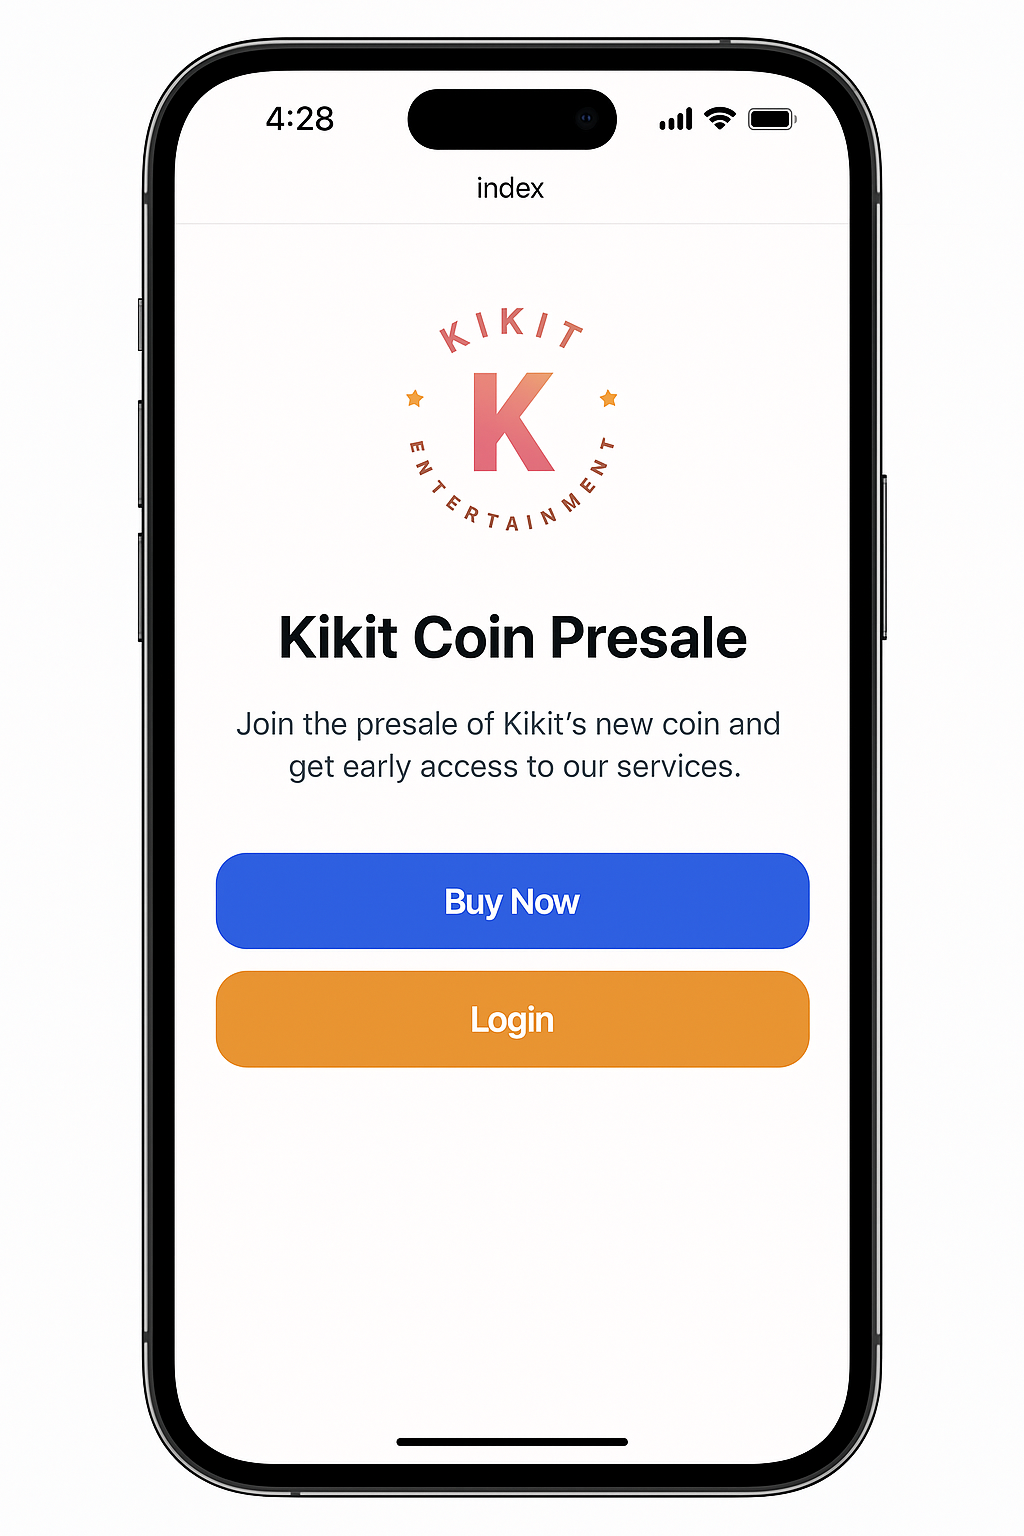 4:28
index
KIKIT
K
ENTERTAINMENT
Kikit Coin Presale
Join the presale of Kikit’s new coin and
get early access to our services.
Buy Now
Login